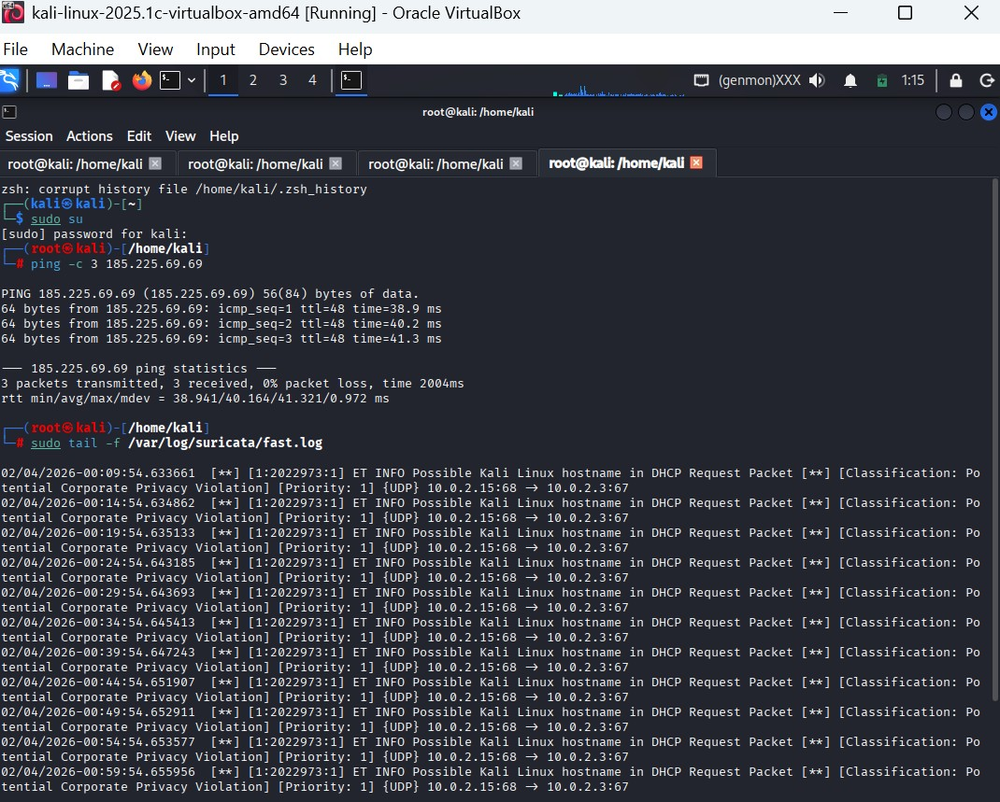 kali-linux-2025.1c-virtualbox-amd64 [Running] - Oracle VirtualBox
File Machine View Input Devices Help
1 2 3 4 (genmon)XXX 1:15
root@kali: /home/kali
Session Actions Edit View Help
root@kali: /home/kali root@kali: /home/kali root@kali: /home/kali root@kali: /home/kali
zsh: corrupt history file /home/kali/.zsh_history
┌──(kali㉿kali)-[~]
└─$ sudo su
[sudo] password for kali:
┌──(root㉿kali)-[/home/kali]
└─# ping -c 3 185.225.69.69
PING 185.225.69.69 (185.225.69.69) 56(84) bytes of data.
64 bytes from 185.225.69.69: icmp_seq=1 ttl=48 time=38.9 ms
64 bytes from 185.225.69.69: icmp_seq=2 ttl=48 time=40.2 ms
64 bytes from 185.225.69.69: icmp_seq=3 ttl=48 time=41.3 ms
--- 185.225.69.69 ping statistics ---
3 packets transmitted, 3 received, 0% packet loss, time 2004ms
rtt min/avg/max/mdev = 38.941/40.164/41.321/0.972 ms
┌──(root㉿kali)-[/home/kali]
└─# sudo tail -f /var/log/suricata/fast.log
02/04/2026-00:09:54.633661 [**] [1:2022973:1] ET INFO Possible Kali Linux hostname in DHCP Request Packet [**] [Classification: Po
tential Corporate Privacy Violation] [Priority: 1] {UDP} 10.0.2.15:68 → 10.0.2.3:67
02/04/2026-00:14:54.634862 [**] [1:2022973:1] ET INFO Possible Kali Linux hostname in DHCP Request Packet [**] [Classification: Po
tential Corporate Privacy Violation] [Priority: 1] {UDP} 10.0.2.15:68 → 10.0.2.3:67
02/04/2026-00:19:54.635133 [**] [1:2022973:1] ET INFO Possible Kali Linux hostname in DHCP Request Packet [**] [Classification: Po
tential Corporate Privacy Violation] [Priority: 1] {UDP} 10.0.2.15:68 → 10.0.2.3:67
02/04/2026-00:24:54.643185 [**] [1:2022973:1] ET INFO Possible Kali Linux hostname in DHCP Request Packet [**] [Classification: Po
tential Corporate Privacy Violation] [Priority: 1] {UDP} 10.0.2.15:68 → 10.0.2.3:67
02/04/2026-00:29:54.643693 [**] [1:2022973:1] ET INFO Possible Kali Linux hostname in DHCP Request Packet [**] [Classification: Po
tential Corporate Privacy Violation] [Priority: 1] {UDP} 10.0.2.15:68 → 10.0.2.3:67
02/04/2026-00:34:54.645413 [**] [1:2022973:1] ET INFO Possible Kali Linux hostname in DHCP Request Packet [**] [Classification: Po
tential Corporate Privacy Violation] [Priority: 1] {UDP} 10.0.2.15:68 → 10.0.2.3:67
02/04/2026-00:39:54.647243 [**] [1:2022973:1] ET INFO Possible Kali Linux hostname in DHCP Request Packet [**] [Classification: Po
tential Corporate Privacy Violation] [Priority: 1] {UDP} 10.0.2.15:68 → 10.0.2.3:67
02/04/2026-00:44:54.651907 [**] [1:2022973:1] ET INFO Possible Kali Linux hostname in DHCP Request Packet [**] [Classification: Po
tential Corporate Privacy Violation] [Priority: 1] {UDP} 10.0.2.15:68 → 10.0.2.3:67
02/04/2026-00:49:54.652911 [**] [1:2022973:1] ET INFO Possible Kali Linux hostname in DHCP Request Packet [**] [Classification: Po
tential Corporate Privacy Violation] [Priority: 1] {UDP} 10.0.2.15:68 → 10.0.2.3:67
02/04/2026-00:54:54.653577 [**] [1:2022973:1] ET INFO Possible Kali Linux hostname in DHCP Request Packet [**] [Classification: Po
tential Corporate Privacy Violation] [Priority: 1] {UDP} 10.0.2.15:68 → 10.0.2.3:67
02/04/2026-00:59:54.655956 [**] [1:2022973:1] ET INFO Possible Kali Linux hostname in DHCP Request Packet [**] [Classification: Po
tential Corporate Privacy Violation] [Priority: 1] {UDP} 10.0.2.15:68 → 10.0.2.3:67